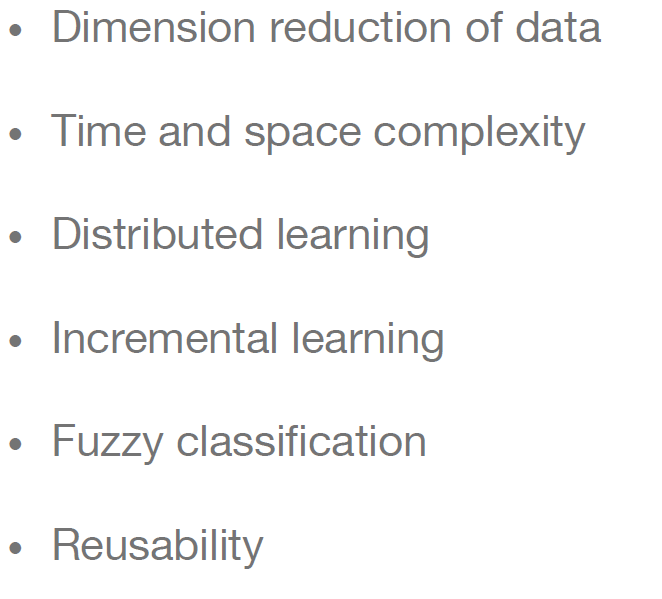 • Dimension reduction of data
• Time and space complexity
• Distributed learning
• Incremental learning
• Fuzzy classification
• Reusability